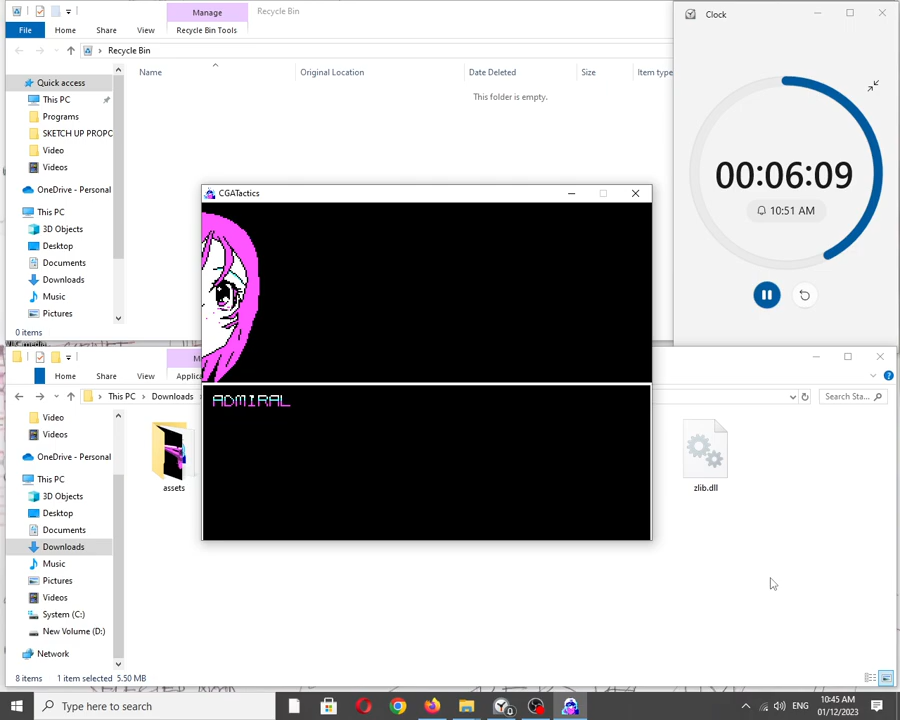 Manage
Recycle Bin
File
Home
Share
View
Recycle Bin Tools
Recycle Bin
Name
Original Location
Date Deleted
Size
Item type
This folder is empty.
Quick access
This PC
Programs
SKETCH UP PROPC
Video
Videos
OneDrive - Personal
This PC
3D Objects
Desktop
Documents
Downloads
Music
Pictures
0 items
Clock
00:06:09
10:51 AM
CGATactics
ADMIRAL
Home
Share
View
Applic
This PC
Downloads
Search Sta...
Video
Videos
OneDrive - Personal
This PC
3D Objects
Desktop
Documents
Downloads
Music
Pictures
Videos
System (C:)
New Volume (D:)
Network
assets
zlib.dll
8 items
1 item selected
5.50 MB
Type here to search
10:45 AM
01/12/2023